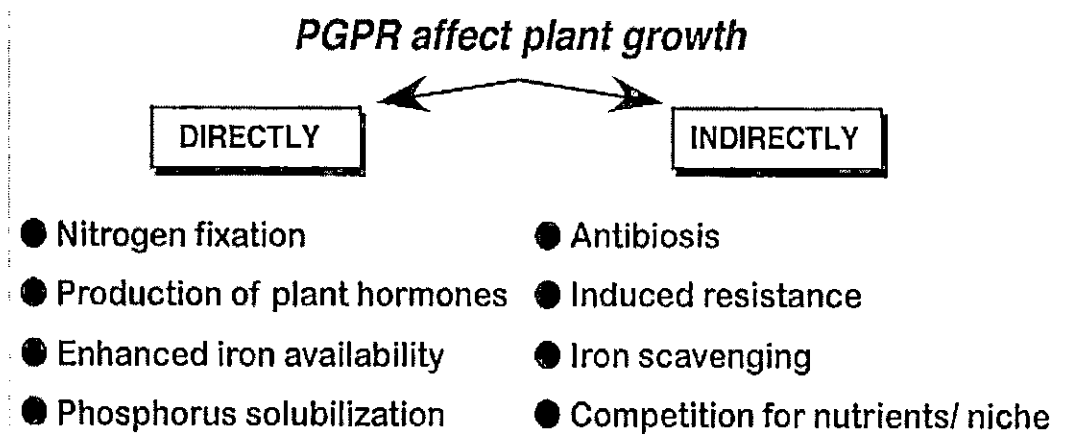 PGPR affect plant growth
DIRECTLY
INDIRECTLY
● Nitrogen fixation
● Production of plant hormones
● Enhanced iron availability
● Phosphorus solubilization
● Antibiosis
● Induced resistance
● Iron scavenging
● Competition for nutrients/ niche